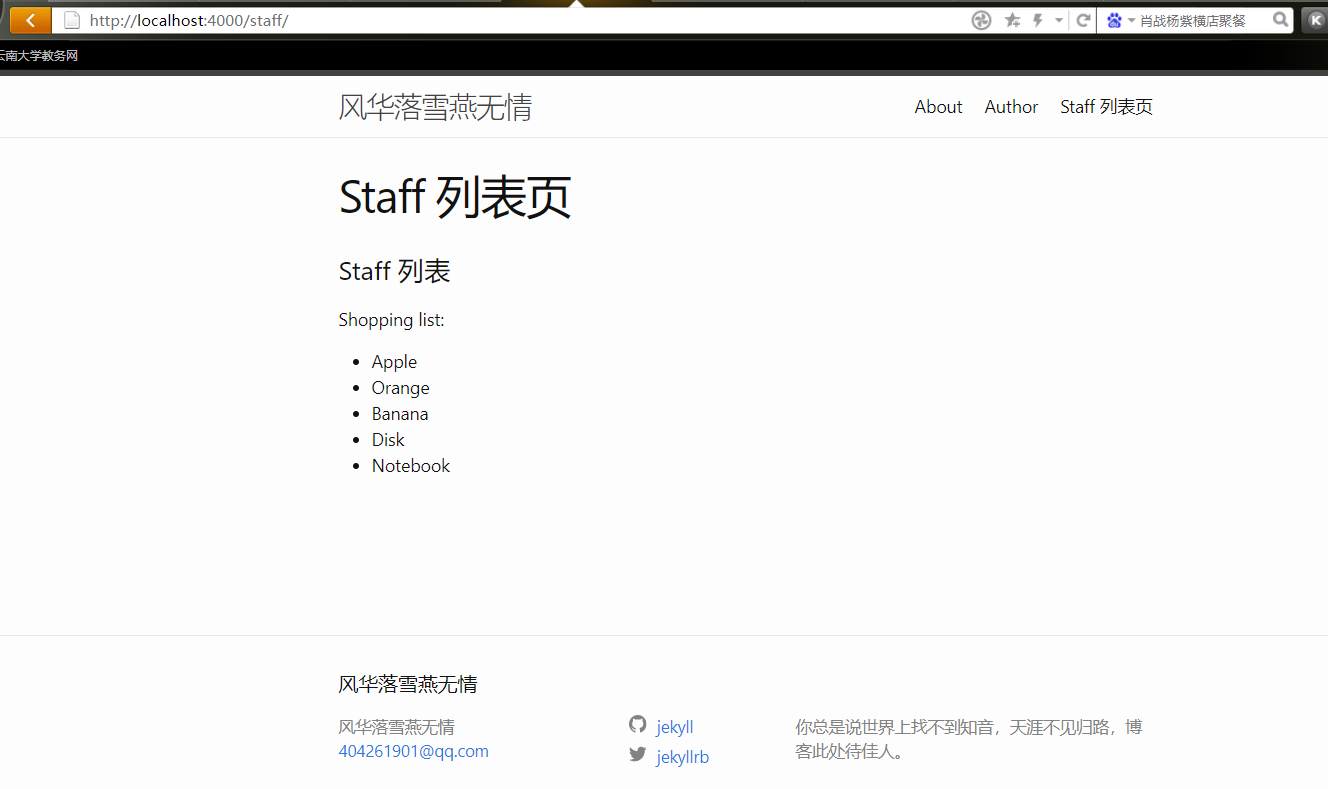 http://localhost:4000/staff/
肖战杨紫横店聚餐
K
云南大学教务网
风华落雪燕无情
About Author Staff 列表页
Staff 列表页
Staff 列表
Shopping list:
Apple
Orange
Banana
Disk
Notebook
风华落雪燕无情
风华落雪燕无情
404261901@qq.com
jekyll
jekyllrb
你总是说世界上找不到知音，天涯不见归路，博
客此处待佳人。